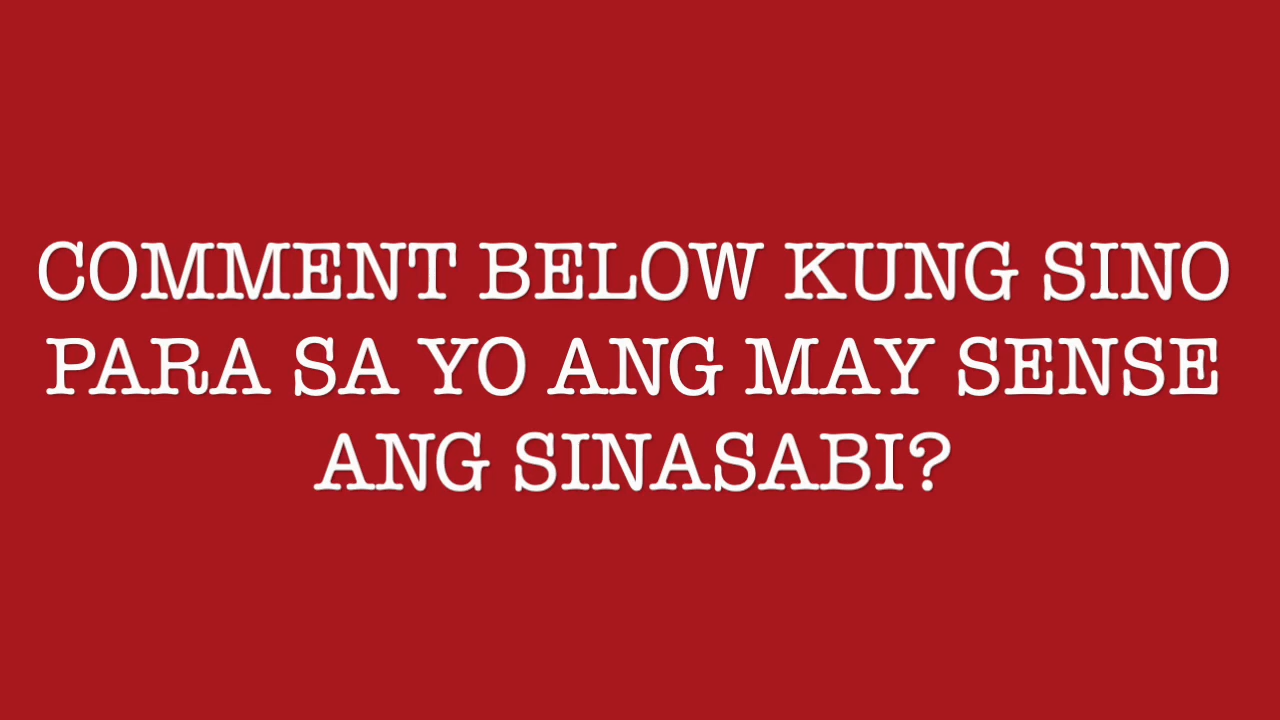 COMMENT BELOW KUNG SINO
PARA SA YO ANG MAY SENSE
ANG SINASABI?